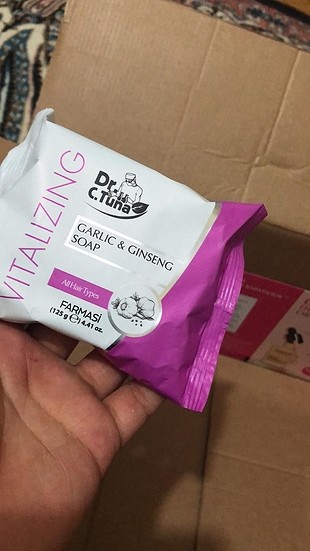 VITALIZING
Dr.
C.Tuna
GARLIC & GINSENG
SOAP
All Hair Types
FARMASi
(125 g ℮) 4.41 oz.